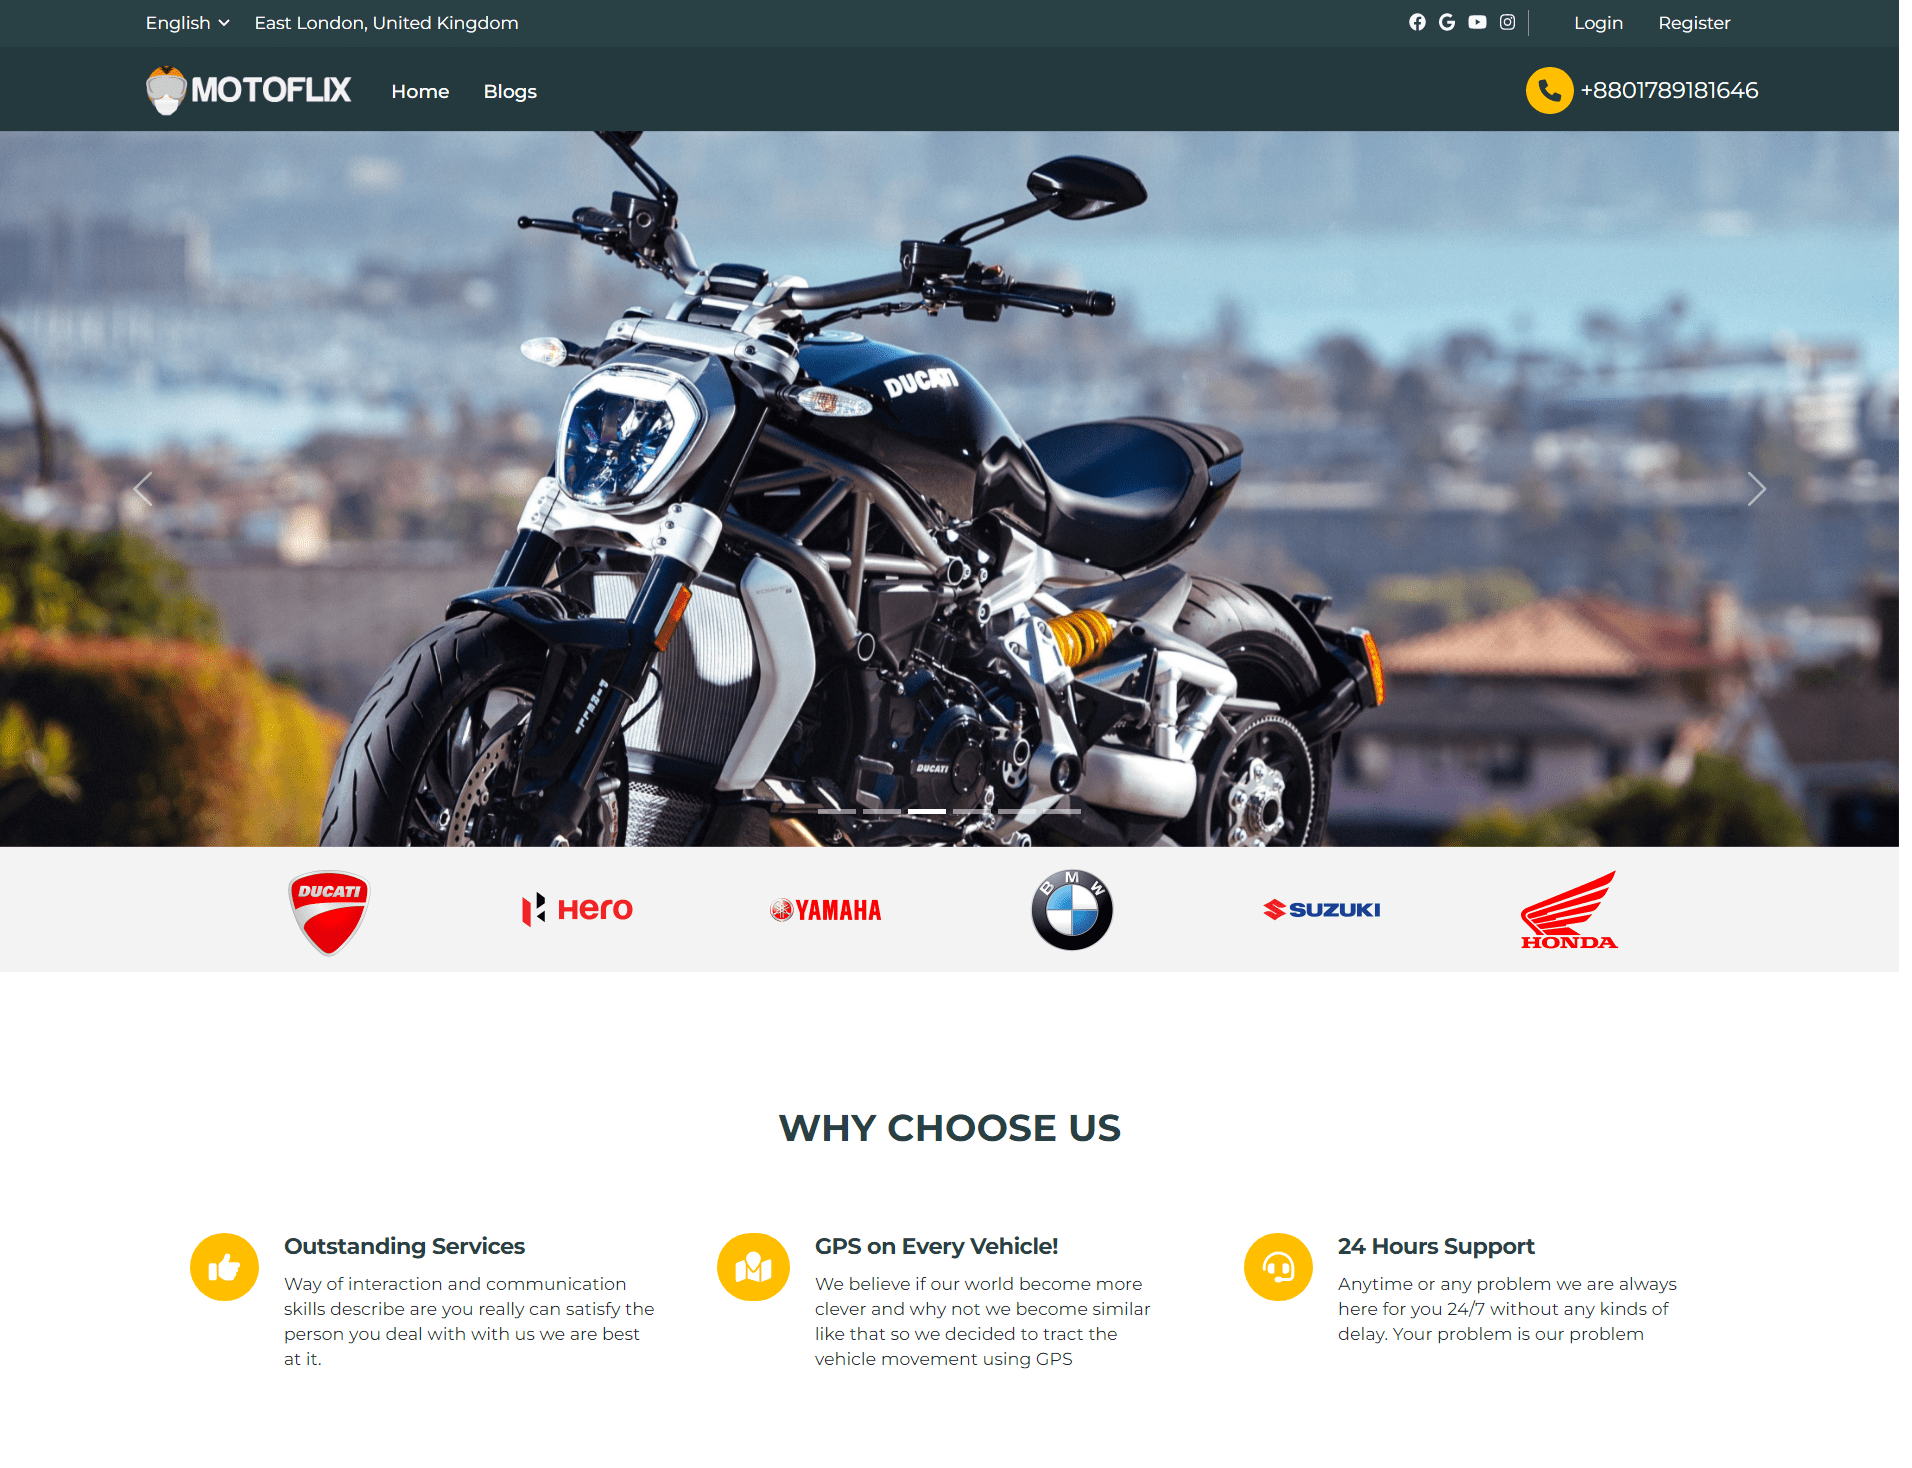 English
East London, United Kingdom
Login
Register
MOTOFLIX
Home
Blogs
+8801789181646
DUCATI
DUCATI
DUCATI
Hero
YAMAHA
BMW
SUZUKI
HONDA
WHY CHOOSE US
Outstanding Services
Way of interaction and communication
skills describe are you really can satisfy the
person you deal with with us we are best
at it.
GPS on Every Vehicle!
We believe if our world become more
clever and why not we become similar
like that so we decided to tract the
vehicle movement using GPS
24 Hours Support
Anytime or any problem we are always
here for you 24/7 without any kinds of
delay. Your problem is our problem